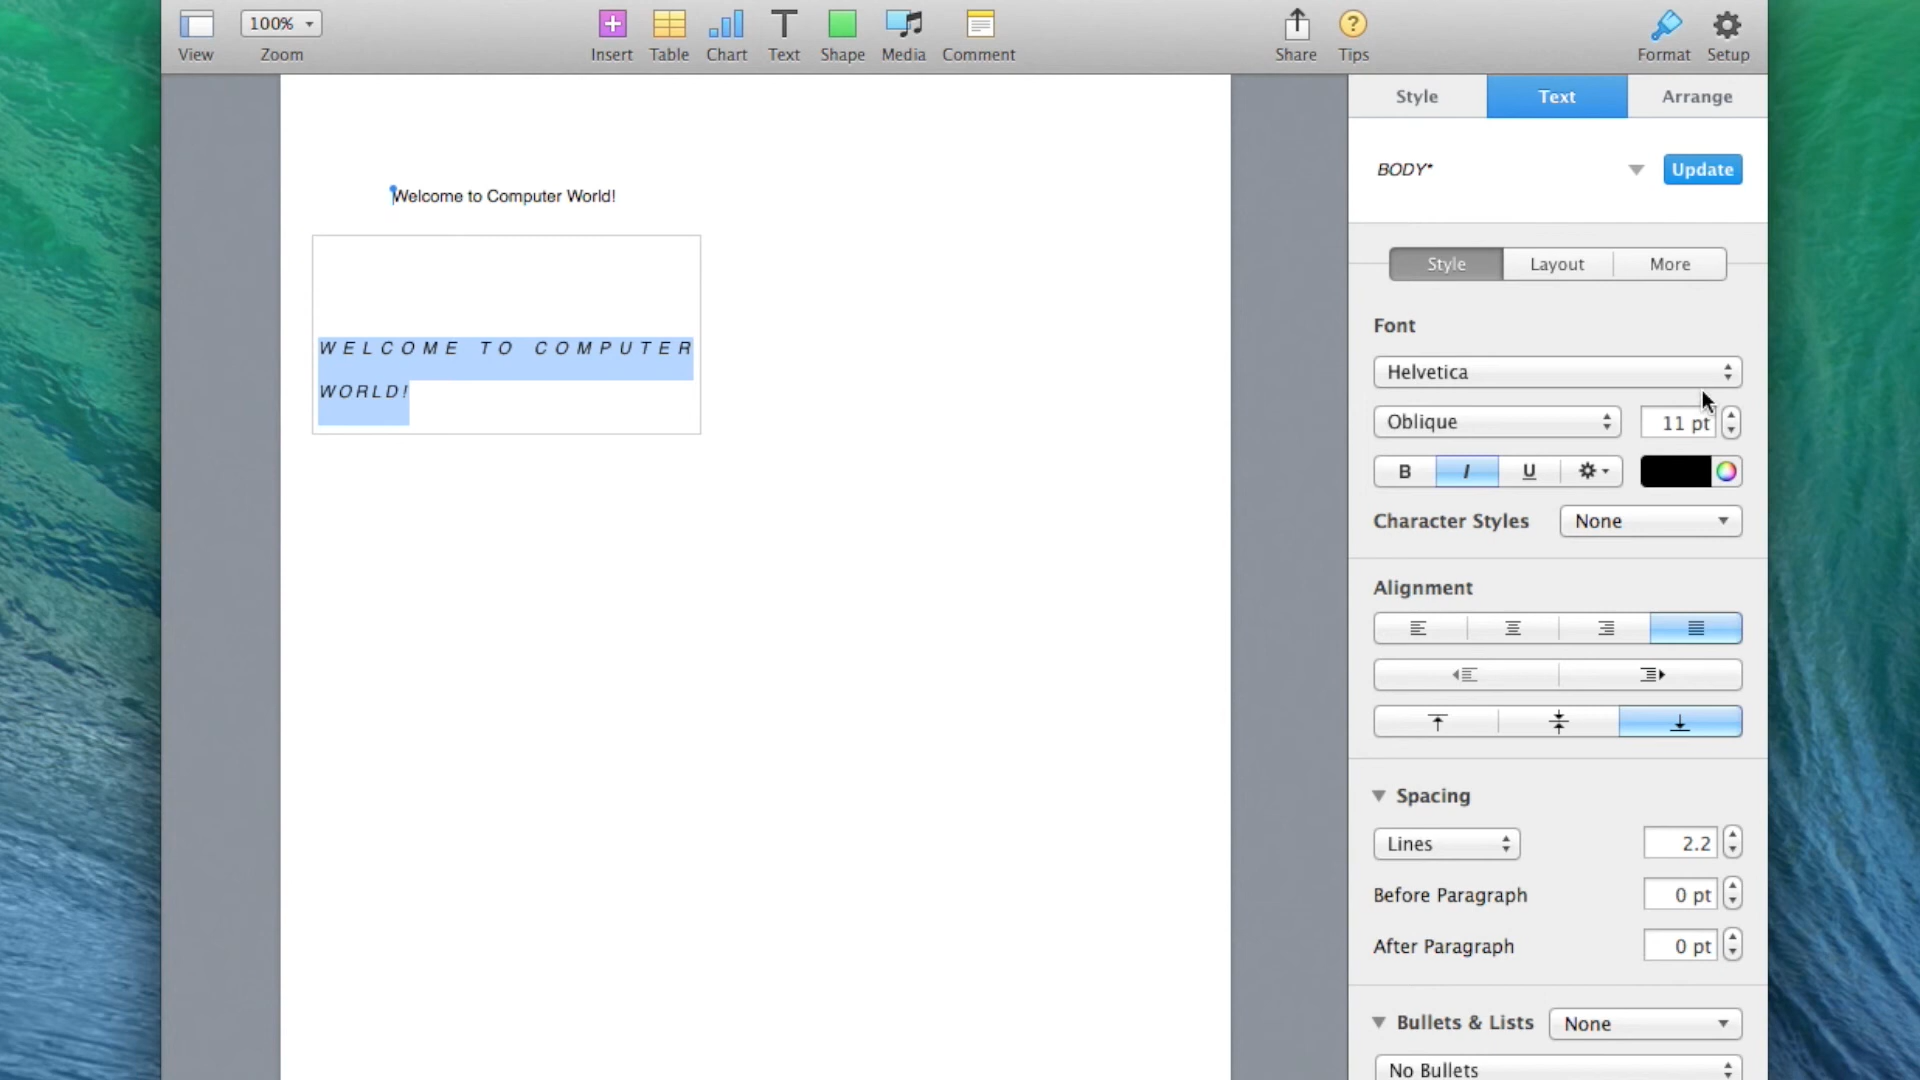 100%
View
Zoom
Insert
Table
Chart
T
Text
Shape
Media
Comment
Share
?
Tips
Format
Setup
Style
Text
Arrange
BODY*
Update
Welcome to Computer World!
Style
Layout
More
WELCOME TO COMPUTER
WORLD!
Font
Helvetica
Oblique
11 pt
B
I
U
Character Styles
None
Alignment
Spacing
Lines
2.2
Before Paragraph
0 pt
After Paragraph
0 pt
Bullets & Lists
None
No Bullets